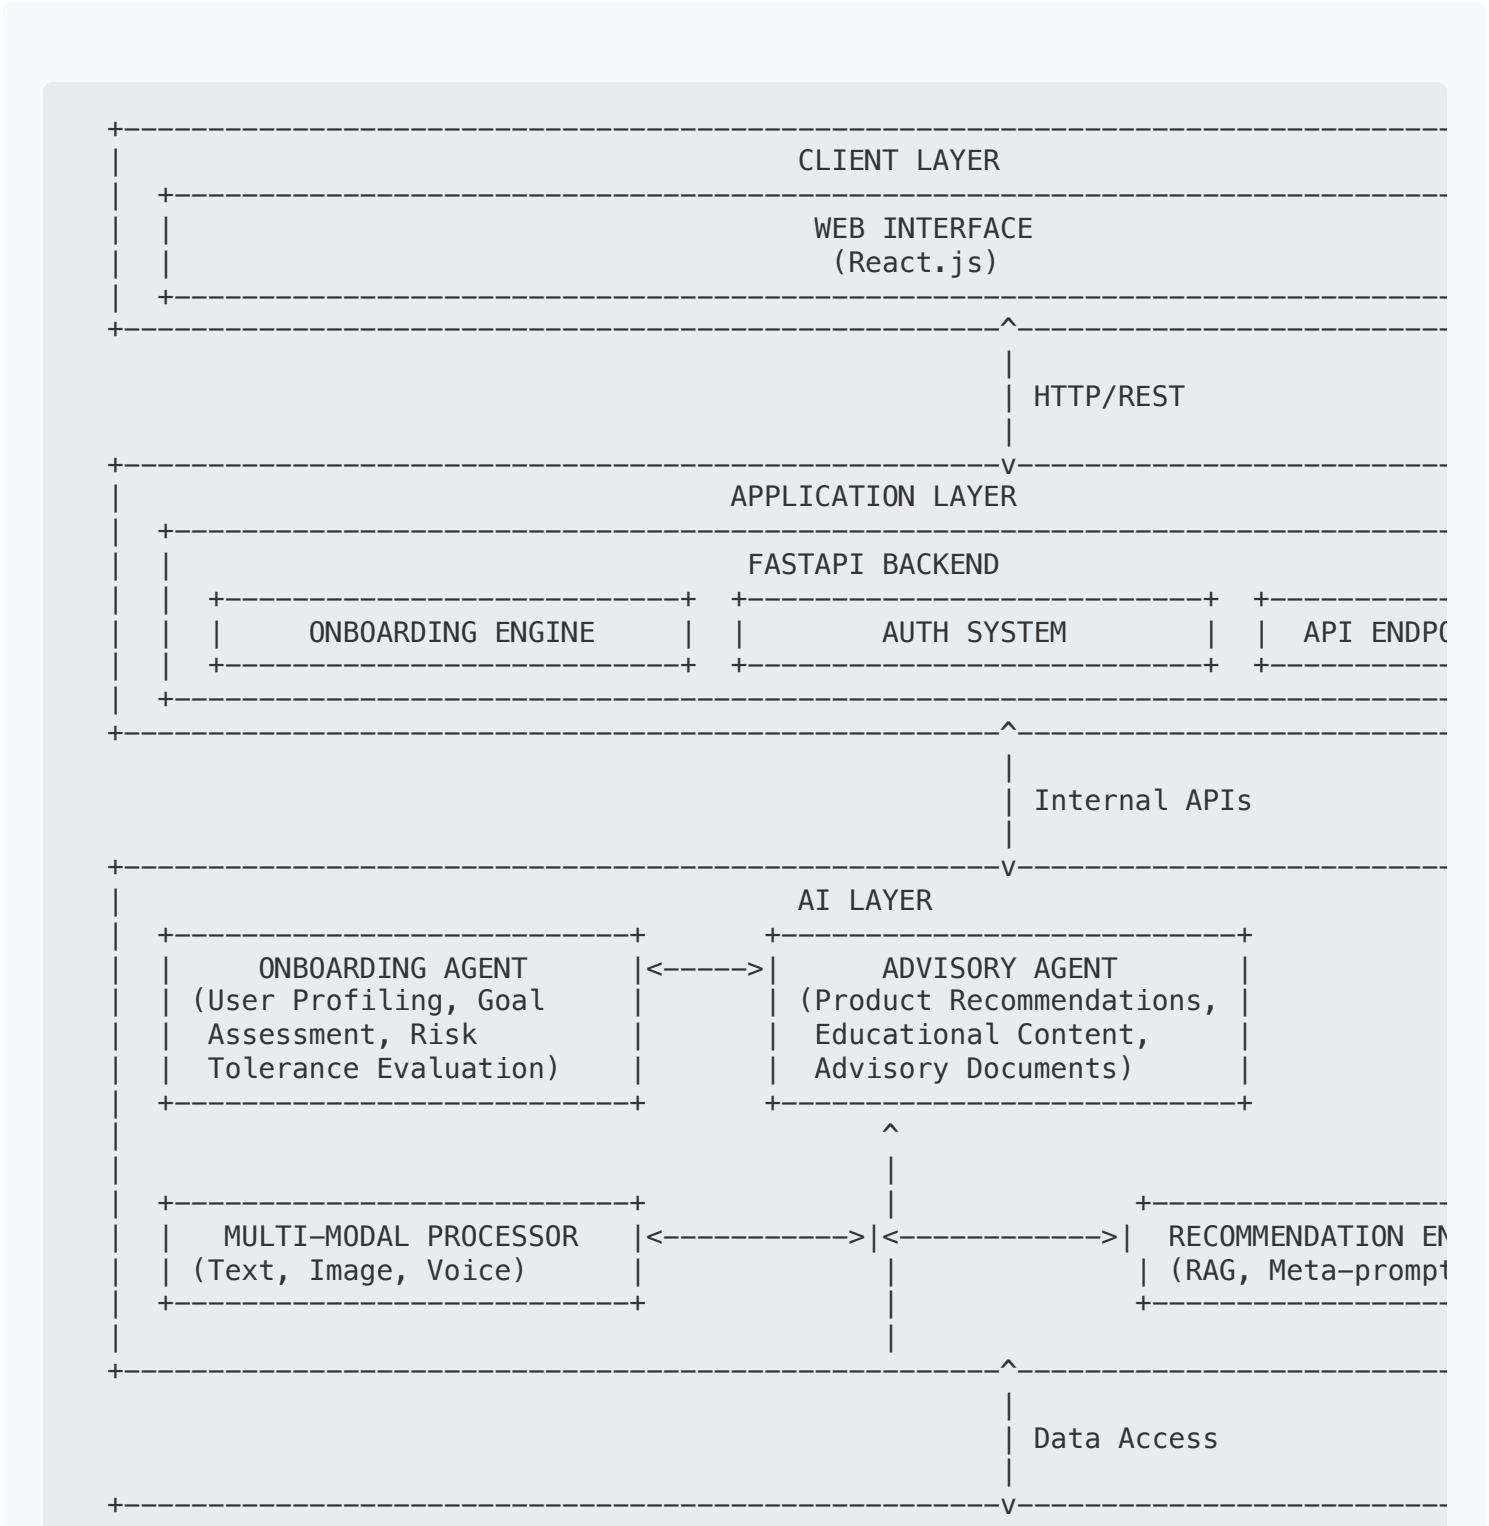 CLIENT LAYER
WEB INTERFACE
(React.js)
HTTP/REST
APPLICATION LAYER
FASTAPI BACKEND
ONBOARDING ENGINE AUTH SYSTEM API
Internal APIs
AI LAYER
ONBOARDING AGENT <-----> ADVISORY AGENT
(User Profiling, Goal (Product Recommendations,
Assessment, Risk Educational Content,
Tolerance Evaluation) Advisory Documents)
MULTI-MODAL PROCESSOR RECOMMENDATION
(Text, Image, Voice) (RAG,
Data Access